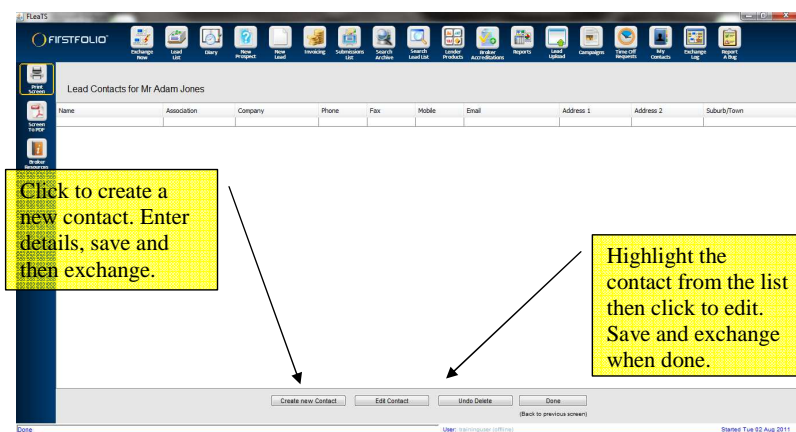 FLeaTS
FIRSTFOLIO
Exchange Now
Lead List
Diary
New Prospect
New Lead
Invoicing
Submissions List
Search Archive
Search Lead List
Lender Products
Broker Accreditations
Reports
Lead Upload
Campaigns
Time Off Requests
My Contacts
Exchange Log
Report A Bug
Print Screen
Screen To PDF
Broker Resources
Lead Contacts for Mr Adam Jones
Name Association Company Phone Fax Mobile Email Address 1 Address 2 Suburb/Town
Click to create a
new contact. Enter
details, save and
then exchange.
Highlight the
contact from the list
then click to edit.
Save and exchange
when done.
Create new Contact Edit Contact Undo Delete Done
(Back to previous screen)
Done User: traininguser (offline) Started Tue 02 Aug 2011